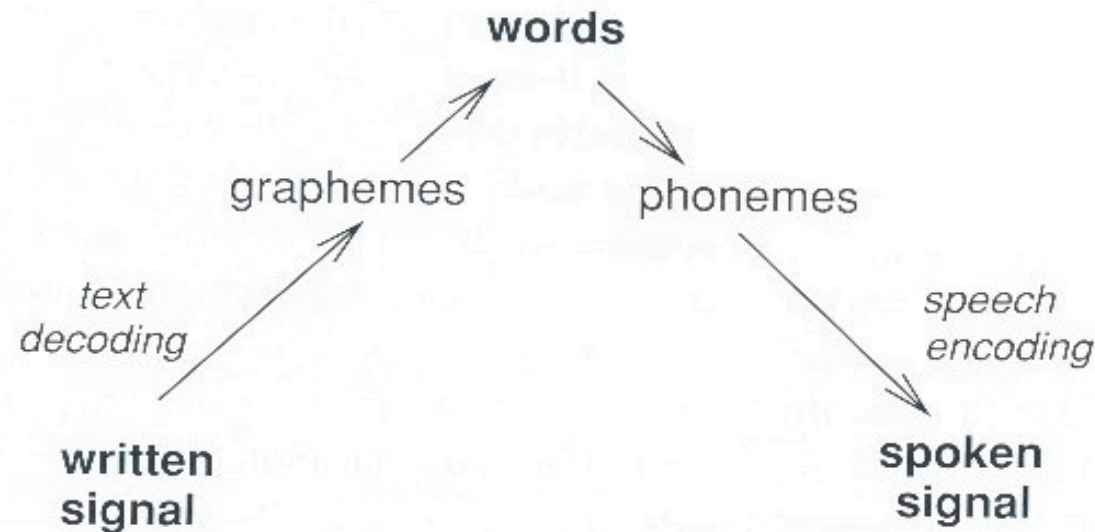 words
graphemes
phonemes
text
decoding
speech
encoding
written
signal
spoken
signal